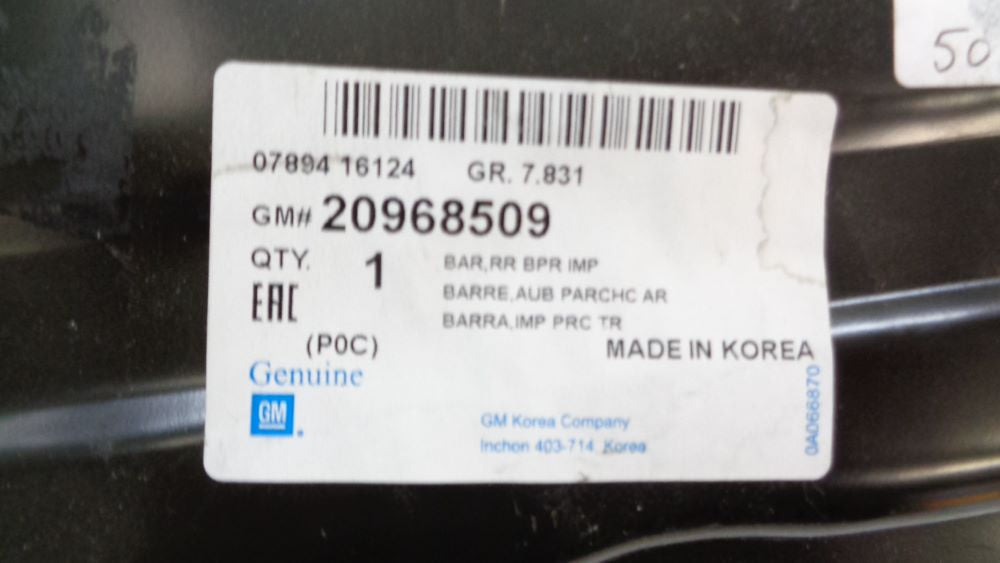 50
07894 16124 GR. 7.831
GM# 20968509
QTY. 1 BAR,RR BPR IMP
BARRE,AUB PARCHC AR
EAC
BARRA,IMP PRC TR
(P0C) MADE IN KOREA
Genuine
GM
GM Korea Company
Inchon 403-714 Korea
0A066870